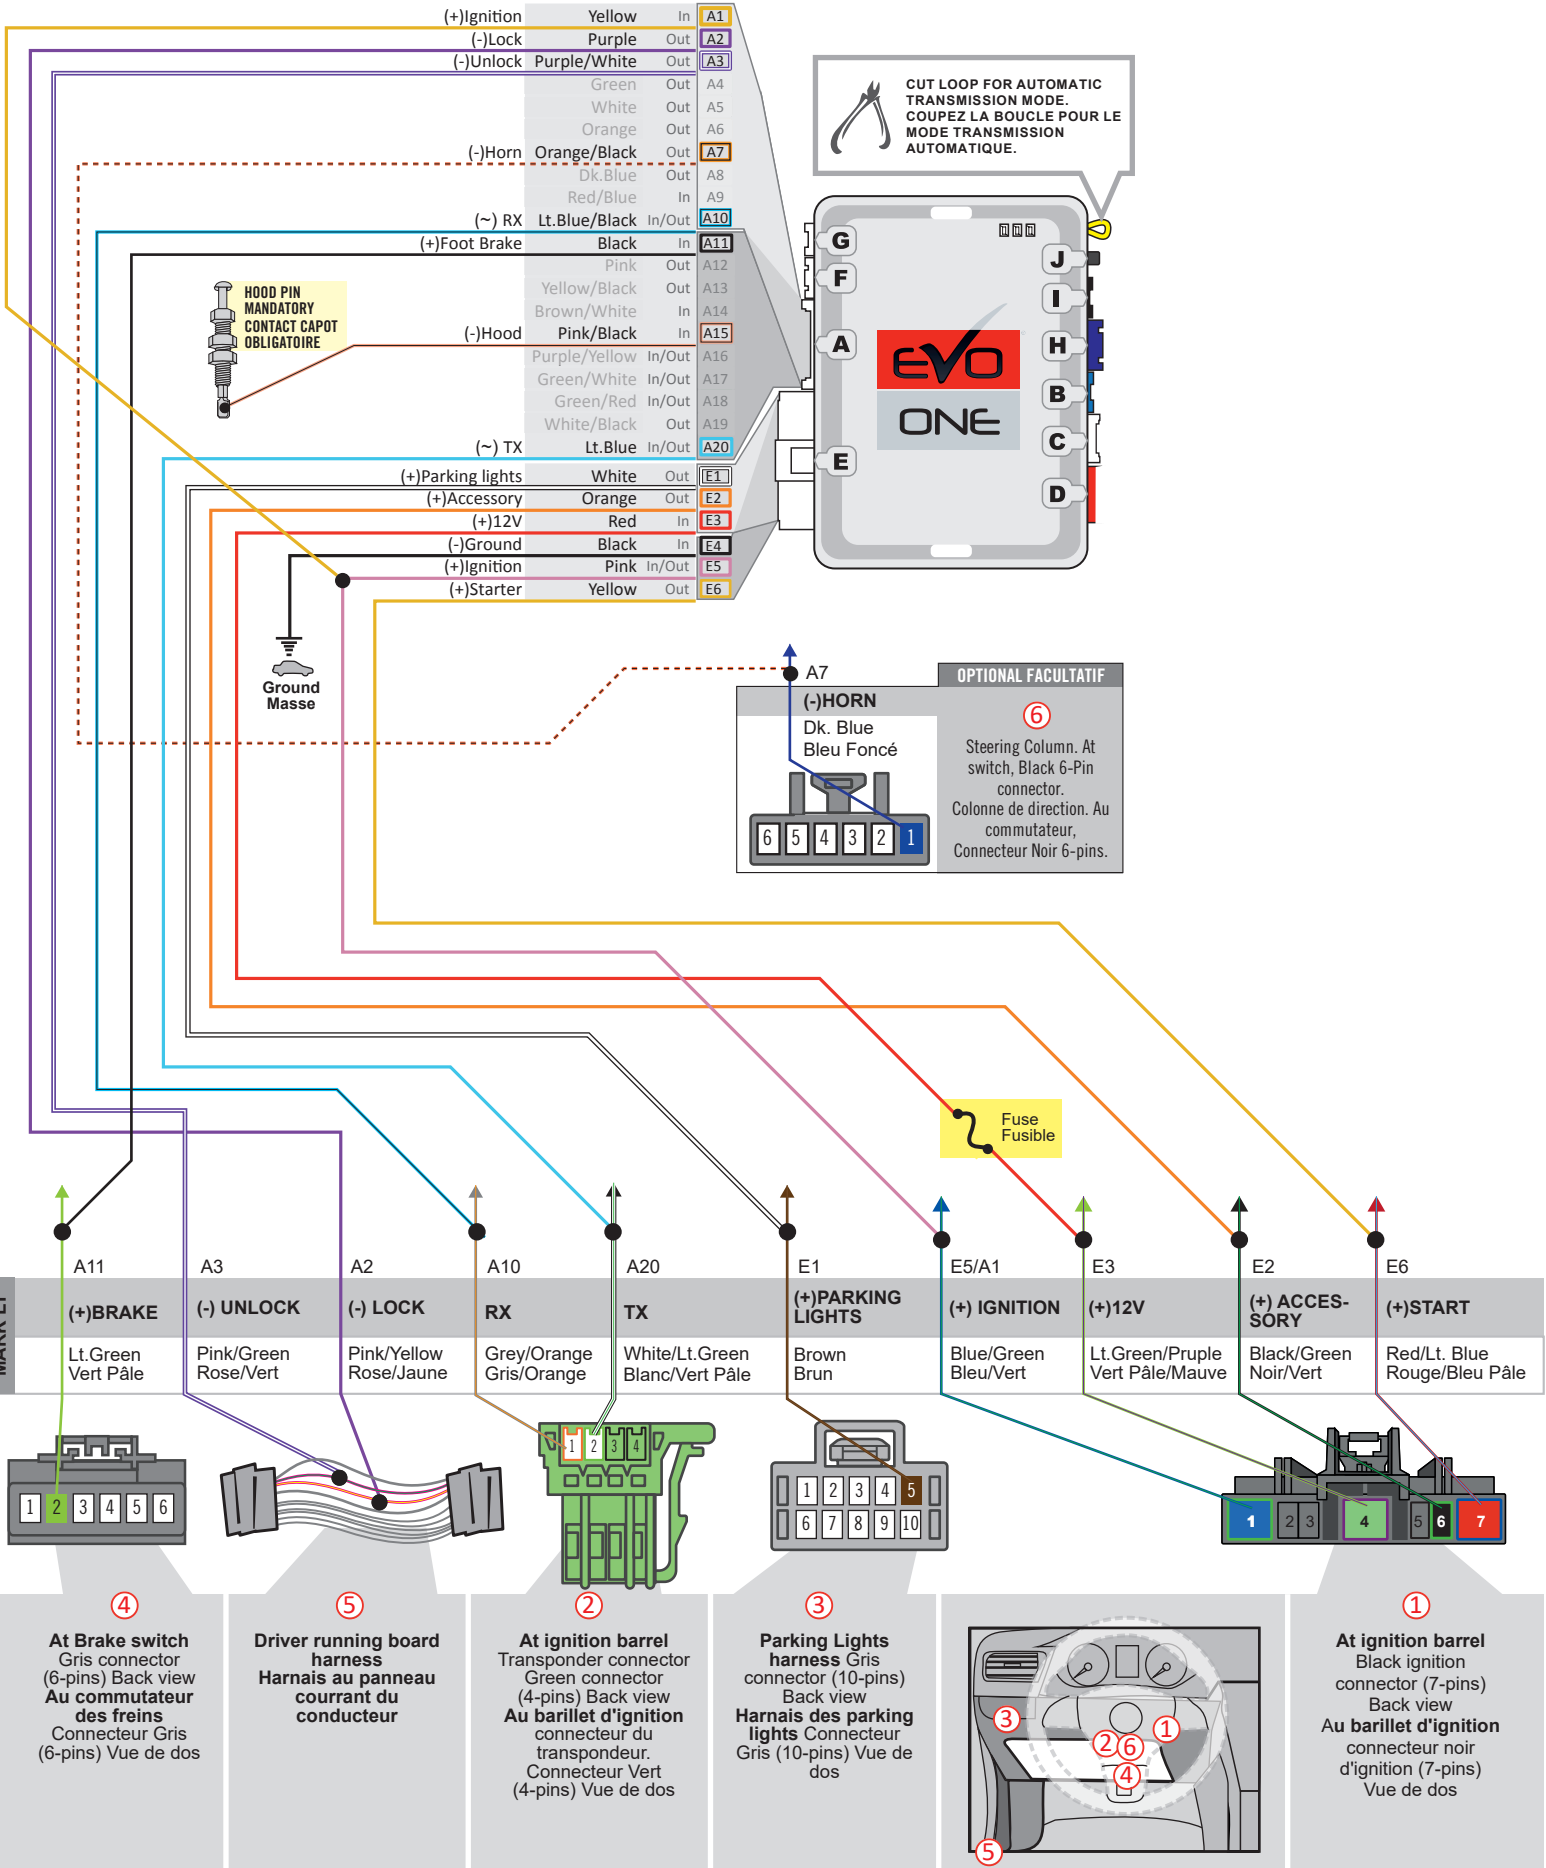 (+)Ignition Yellow In A1
(-)Lock Purple Out A2
(-)Unlock Purple/White Out A3
Green Out A4
White Out A5
Orange Out A6
(-)Horn Orange/Black Out A7
Dk.Blue Out A8
Red/Blue In A9
(~) RX Lt.Blue/Black In/Out A10
(+)Foot Brake Black In A11
Pink Out A12
Yellow/Black Out A13
Brown/White In A14
(-)Hood Pink/Black In A15
Purple/Yellow In/Out A16
Green/White In/Out A17
Green/Red In/Out A18
White/Black Out A19
(~) TX Lt.Blue In/Out A20
(+)Parking lights White Out E1
(+)Accessory Orange Out E2
(+)12V Red In E3
(-)Ground Black In E4
(+)Ignition Pink In/Out E5
(+)Starter Yellow Out E6
HOOD PIN
MANDATORY
CONTACT CAPOT
OBLIGATOIRE
CUT LOOP FOR AUTOMATIC
TRANSMISSION MODE.
COUPEZ LA BOUCLE POUR LE
MODE TRANSMISSION
AUTOMATIQUE.
G
F
A
E
J
I
H
B
C
D
EVO
ONE
Ground
Masse
A7
(-)HORN
Dk. Blue
Bleu Foncé
6 5 4 3 2 1
OPTIONAL FACULTATIF
6
Steering Column. At
switch, Black 6-Pin
connector.
Colonne de direction. Au
commutateur,
Connecteur Noir 6-pins.
Fuse
Fusible
A11 A3 A2 A10 A20 E1 E5/A1 E3 E2 E6
(+)BRAKE
(-) UNLOCK
(-) LOCK
RX
TX
(+)PARKING
LIGHTS
(+) IGNITION
(+)12V
(+) ACCES-
SORY
(+)START
Lt.Green
Vert Pâle
Pink/Green
Rose/Vert
Pink/Yellow
Rose/Jaune
Grey/Orange
Gris/Orange
White/Lt.Green
Blanc/Vert Pâle
Brown
Brun
Blue/Green
Bleu/Vert
Lt.Green/Pruple
Vert Pâle/Mauve
Black/Green
Noir/Vert
Red/Lt. Blue
Rouge/Bleu Pâle
1 2 3 4 5 6
1 2 3 4
1 2 3 4 5
6 7 8 9 10
1 2 3 4 5 6 7
4
At Brake switch
Gris connector
(6-pins) Back view
Au commutateur
des freins
Connecteur Gris
(6-pins) Vue de dos
5
Driver running board
harness
Harnais au panneau
courrant du
conducteur
2
At ignition barrel
Transponder connector
Green connector
(4-pins) Back view
Au barillet d'ignition
connecteur du
transpondeur.
Connecteur Vert
(4-pins) Vue de dos
3
Parking Lights
harness Gris
connector (10-pins)
Back view
Harnais des parking
lights Connecteur
Gris (10-pins) Vue de
dos
3
1
2
6
4
5
1
At ignition barrel
Black ignition
connector (7-pins)
Back view
Au barillet d'ignition
connecteur noir
d'ignition (7-pins)
Vue de dos